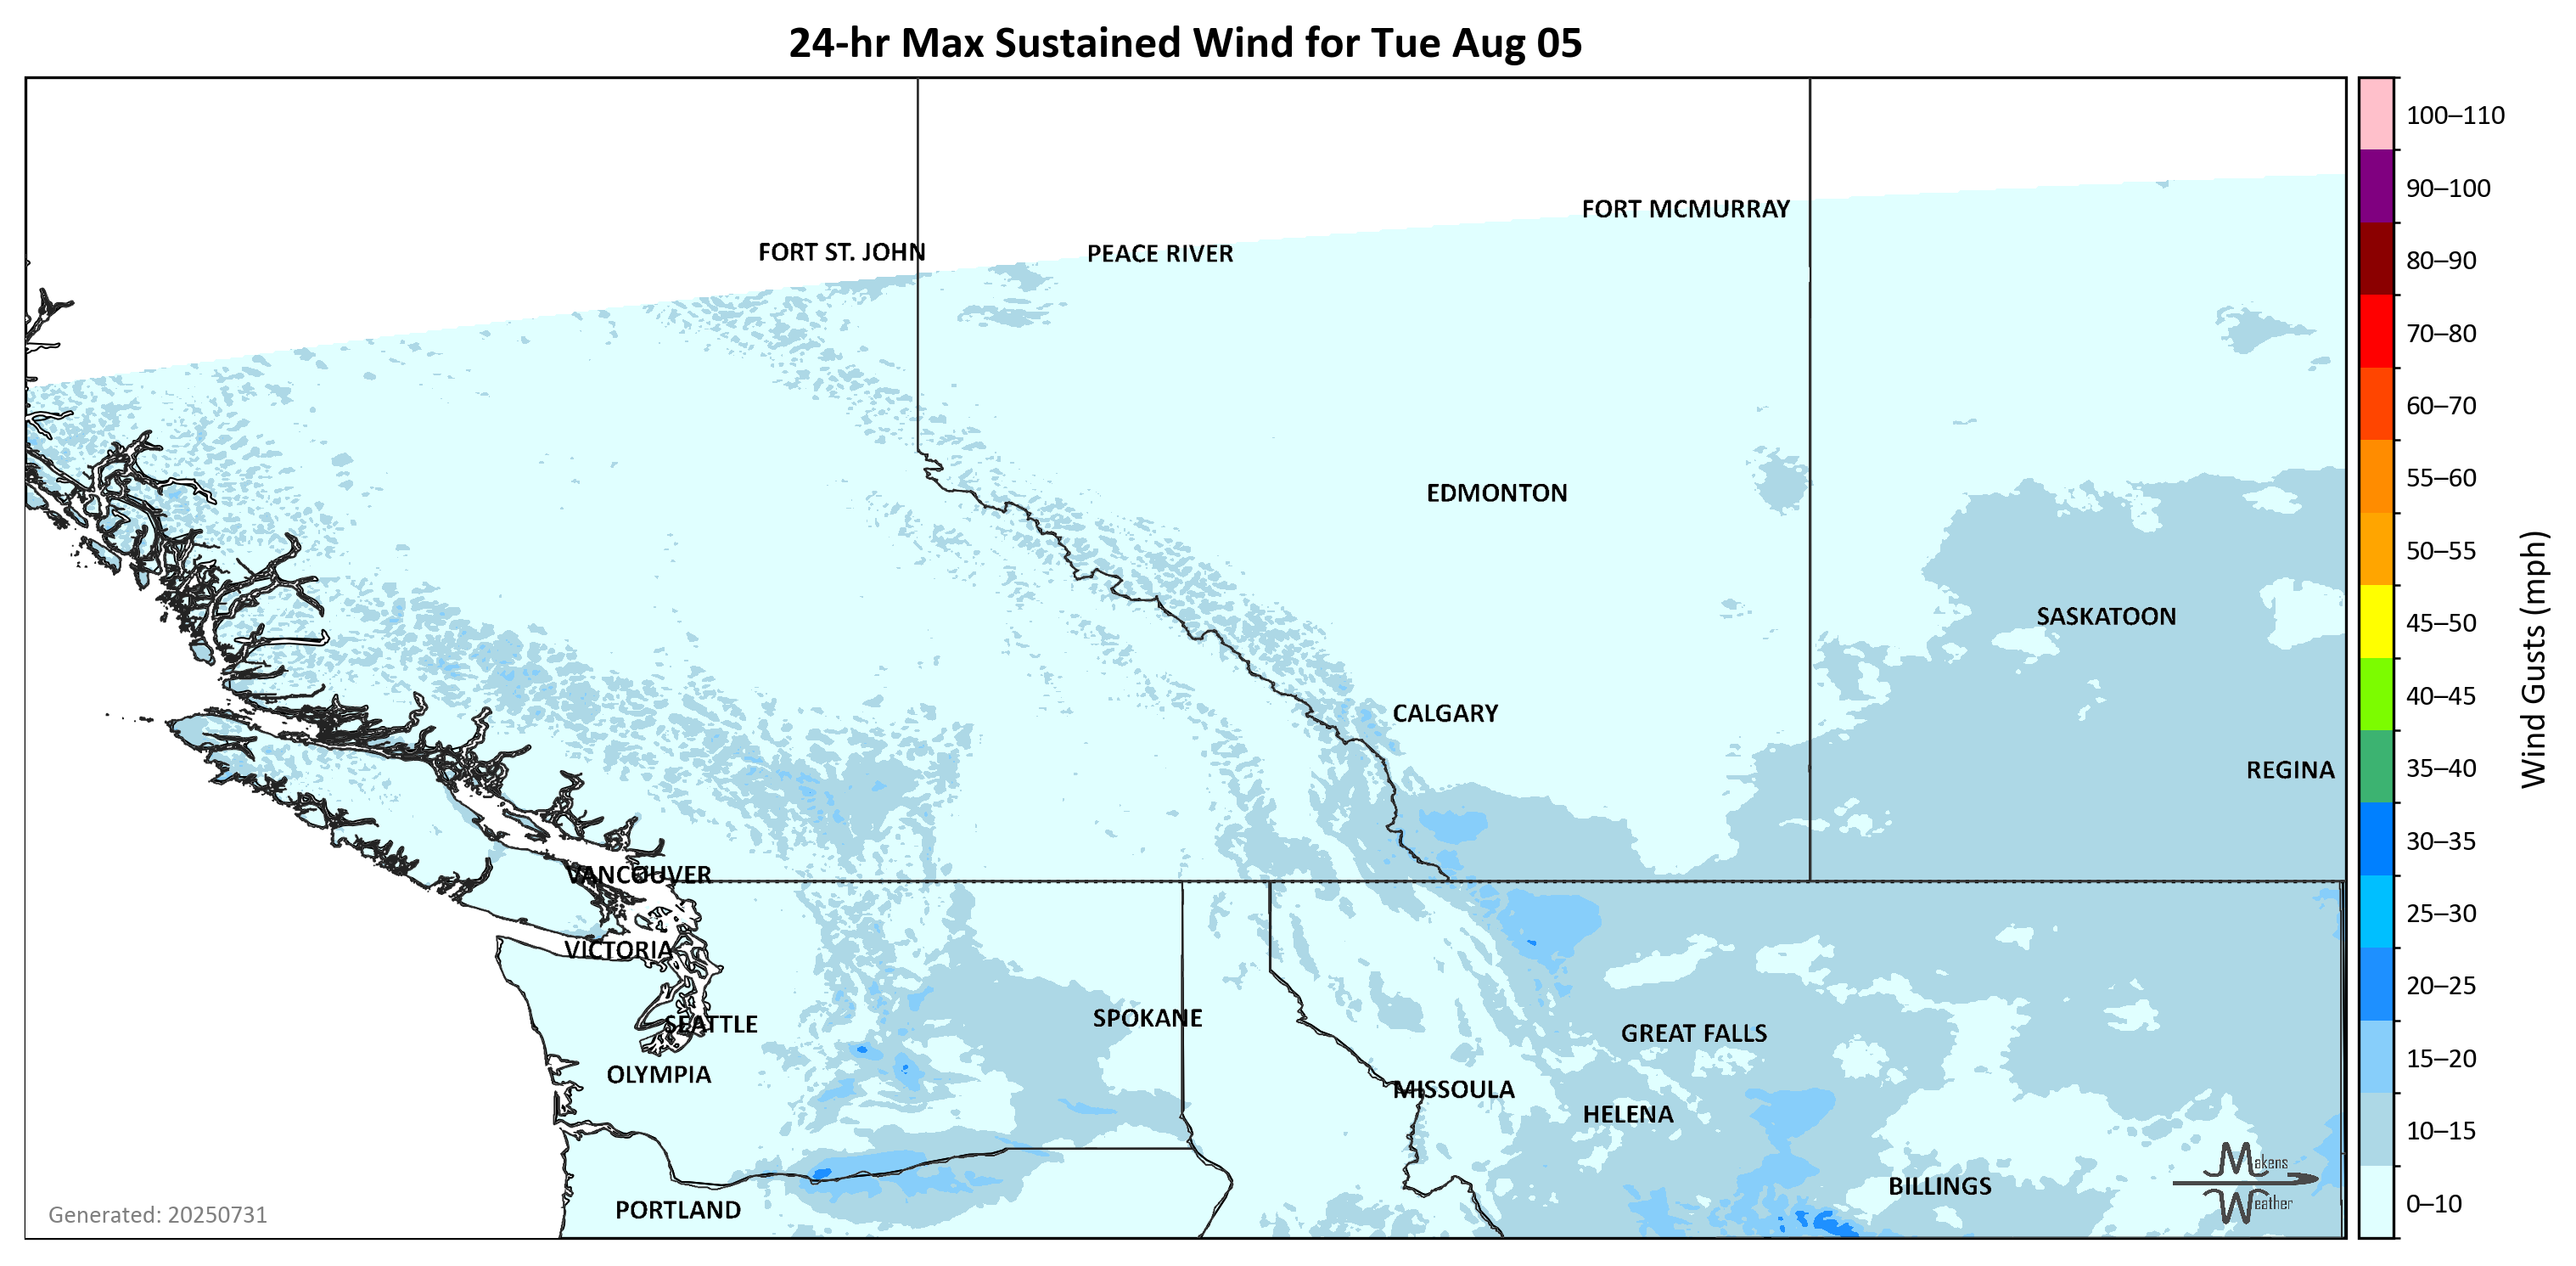 24-hr Max Sustained Wind for Tue Aug 05
FORT MCMURRAY
FORT ST. JOHN
PEACE RIVER
EDMONTON
SASKATOON
CALGARY
REGINA
VANCOUVER
VICTORIA
SEATTLE
SPOKANE
GREAT FALLS
OLYMPIA
MISSOULA
HELENA
BILLINGS
PORTLAND
Makens
Weather
Generated: 20250731
100–110
90–100
80–90
70–80
60–70
55–60
50–55
45–50
40–45
35–40
30–35
25–30
20–25
15–20
10–15
0–10
Wind Gusts (mph)